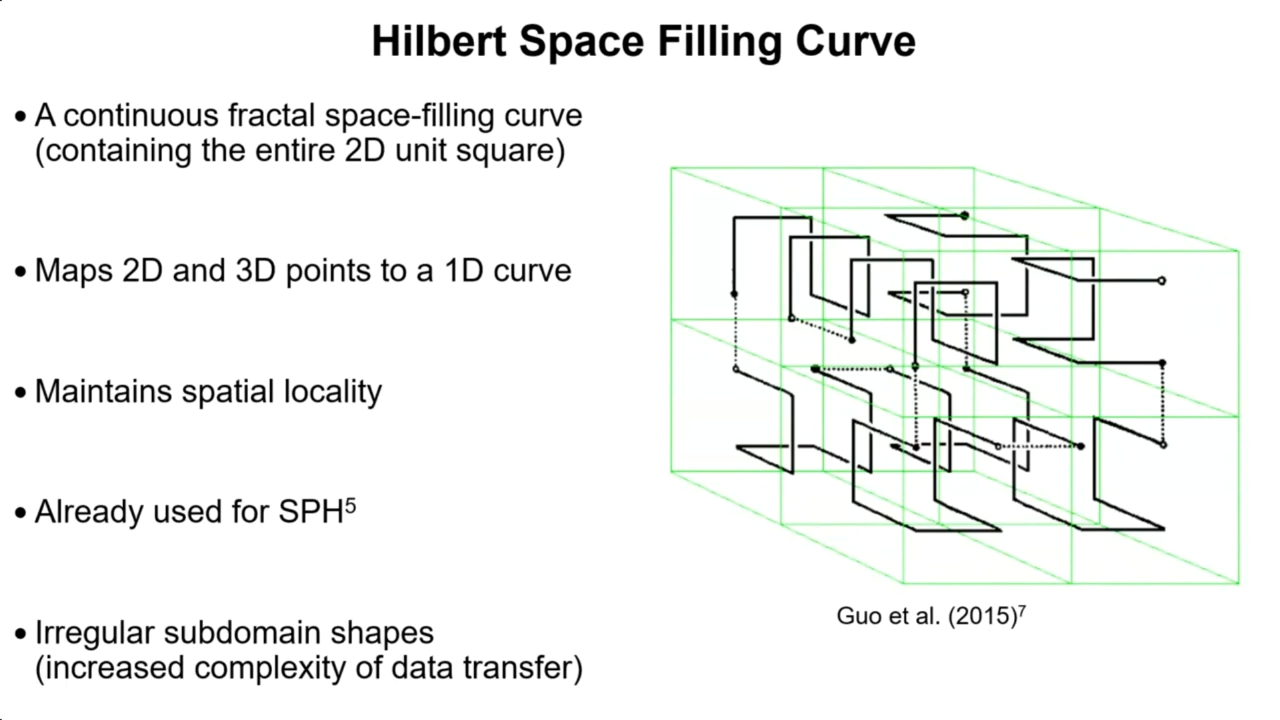 Hilbert Space Filling Curve
• A continuous fractal space-filling curve
(containing the entire 2D unit square)
• Maps 2D and 3D points to a 1D curve
• Maintains spatial locality
• Already used for SPH⁵
• Irregular subdomain shapes
(increased complexity of data transfer)
Guo et al. (2015)⁷